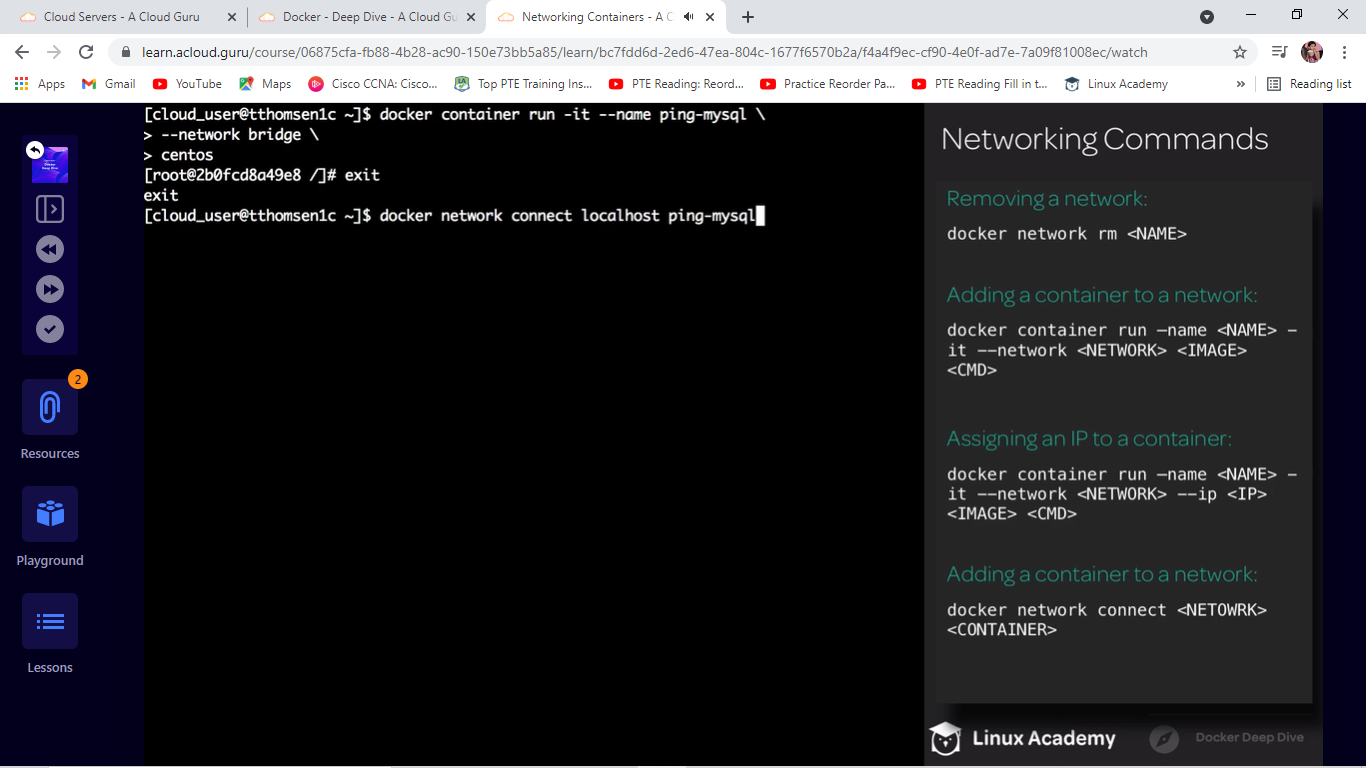 Cloud Servers - A Cloud Guru
Docker - Deep Dive - A Cloud Gu
Networking Containers - A C
learn.acloud.guru/course/06875cfa-fb88-4b28-ac90-150e73bb5a85/learn/bc7fdd6d-2ed6-47ea-804c-1677f6570b2a/f4a4f9ec-cf90-4e0f-ad7e-7a09f81008ec/watch
Apps
Gmail
YouTube
Maps
Cisco CCNA: Cisco...
Top PTE Training Ins...
PTE Reading: Reord...
Practice Reorder Pa...
PTE Reading Fill in t...
Linux Academy
»
Reading list
Docker
Deep Dive
2
Resources
Playground
Lessons
[cloud_user@tthomsen1c ~]$ docker container run -it --name ping-mysql \
> --network bridge \
> centos
[root@2b0fcd8a49e8 /]# exit
exit
[cloud_user@tthomsen1c ~]$ docker network connect localhost ping-mysql
Networking Commands
Removing a network:
docker network rm <NAME>
Adding a container to a network:
docker container run —name <NAME> –
it ——network <NETWORK> <IMAGE>
<CMD>
Assigning an IP to a container:
docker container run —name <NAME> –
it ——network <NETWORK> --ip <IP>
<IMAGE> <CMD>
Adding a container to a network:
docker network connect <NETOWRK>
<CONTAINER>
Linux Academy
Docker Deep Dive